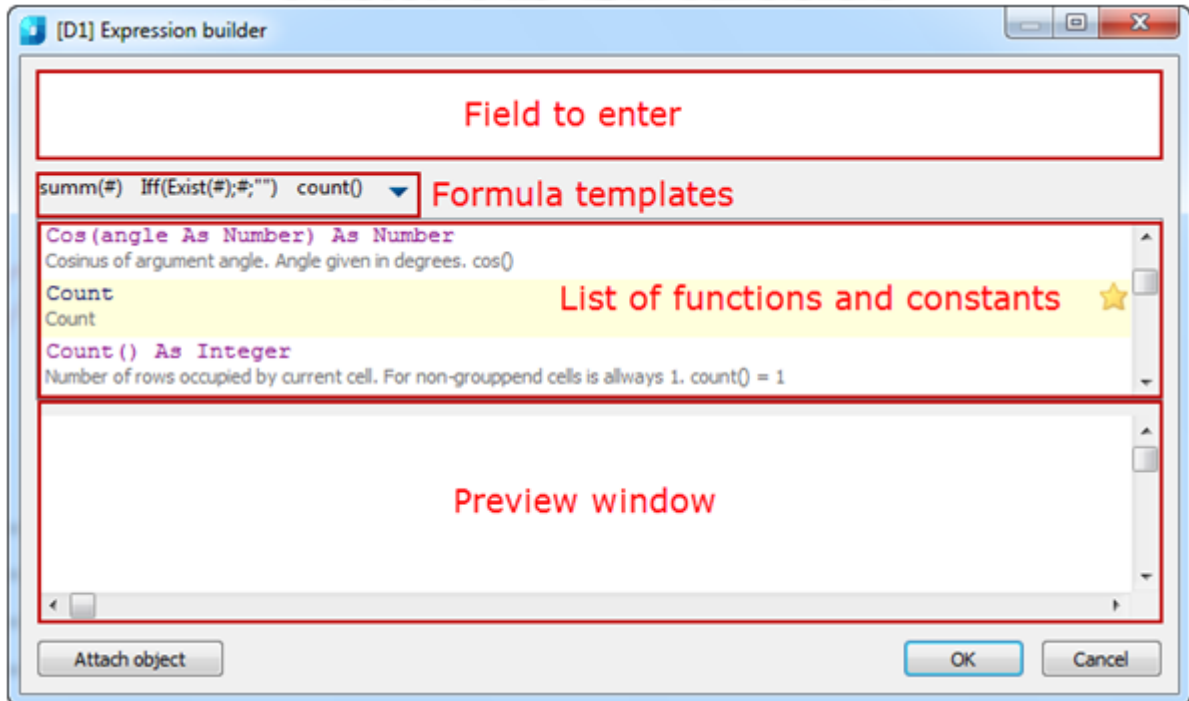 [D1] Expression builder
Field to enter
summ(#) Iff(Exist(#);#;"") count()
Formula templates
Cos(angle As Number) As Number
Cosinus of argument angle. Angle given in degrees. cos()
Count
Count
List of functions and constants
Count() As Integer
Number of rows occupied by current cell. For non-grouppend cells is allways 1. count() = 1
Preview window
Attach object
OK
Cancel